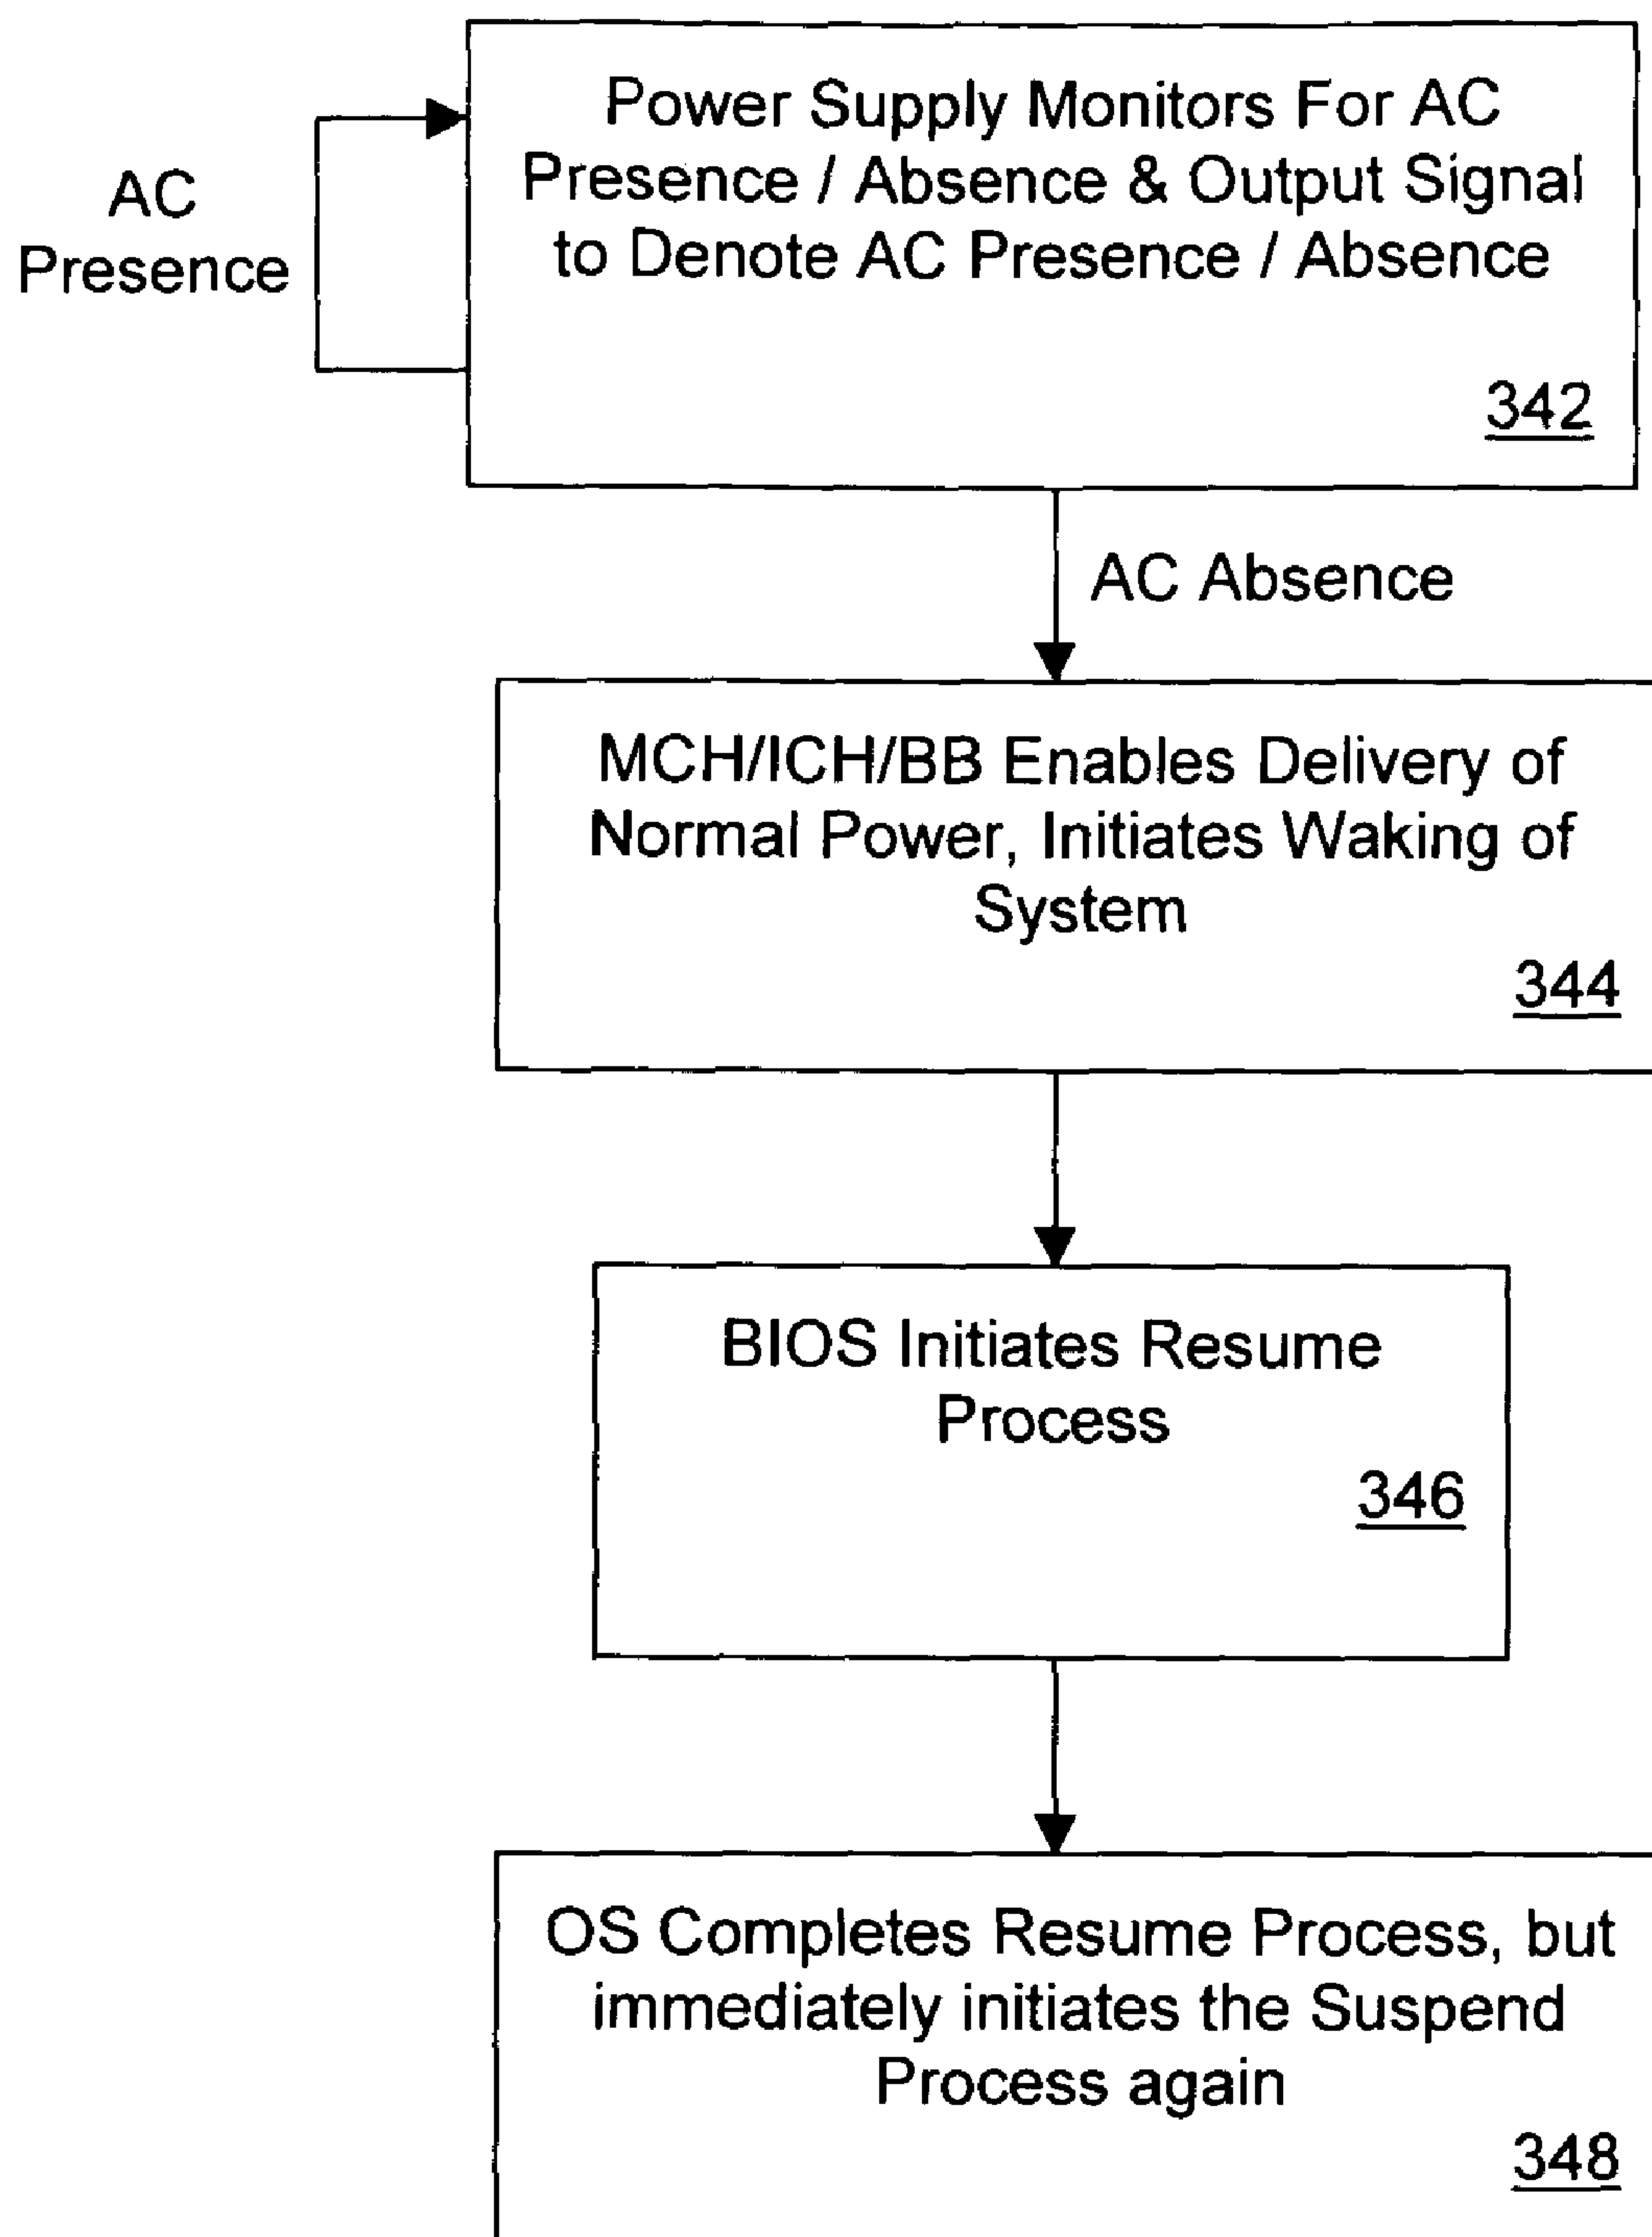 Power Supply Monitors For AC
Presence / Absence & Output Signal
to Denote AC Presence / Absence
342
AC
Presence
AC Absence
MCH/ICH/BB Enables Delivery of
Normal Power, Initiates Waking of
System
344
BIOS Initiates Resume
Process
346
OS Completes Resume Process, but
immediately initiates the Suspend
Process again
348